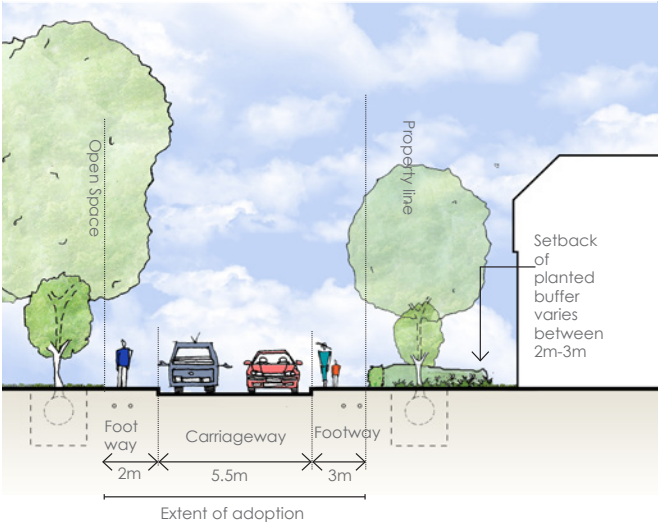 Open Space
Property line
Setback
of
planted
buffer
varies
between
2m-3m
Foot
way
Carriageway
Footway
2m
5.5m
3m
Extent of adoption